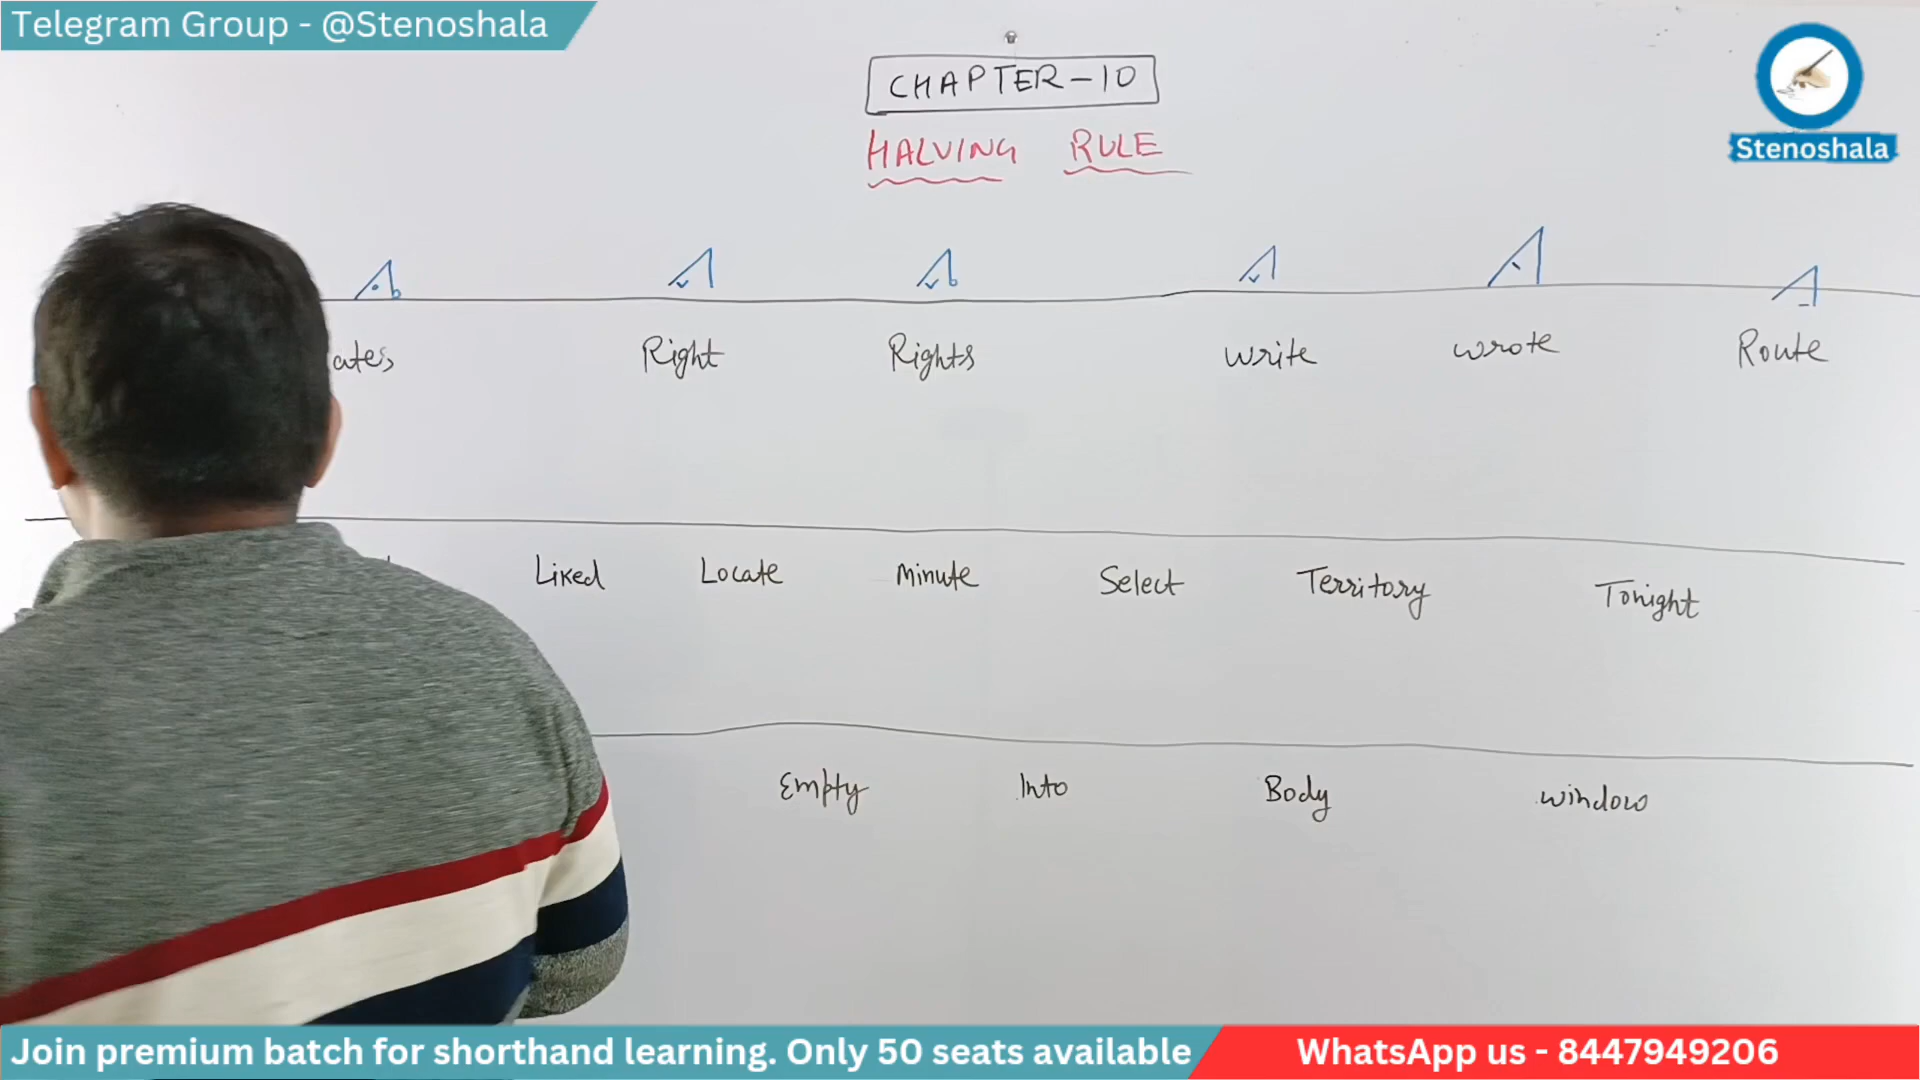 Telegram Group - @Stenoshala
CHAPTER-10
HALVING RULE
Stenoshala
Right Rights write wrote Route
Liked Locate Minute Select Territory Tonight
Empty Into Body window
Join premium batch for shorthand learning. Only 50 seats available
WhatsApp us - 8447949206